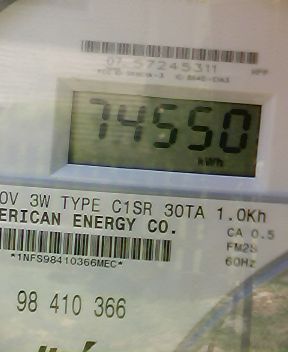 07 57245311
HPP
74550
kWh
0V 3W TYPE C1SR 30TA 1.0Kh
ERICAN ENERGY CO.
CA 0.5
FM2S
60Hz
*1NFS98410366MEC*
98 410 366